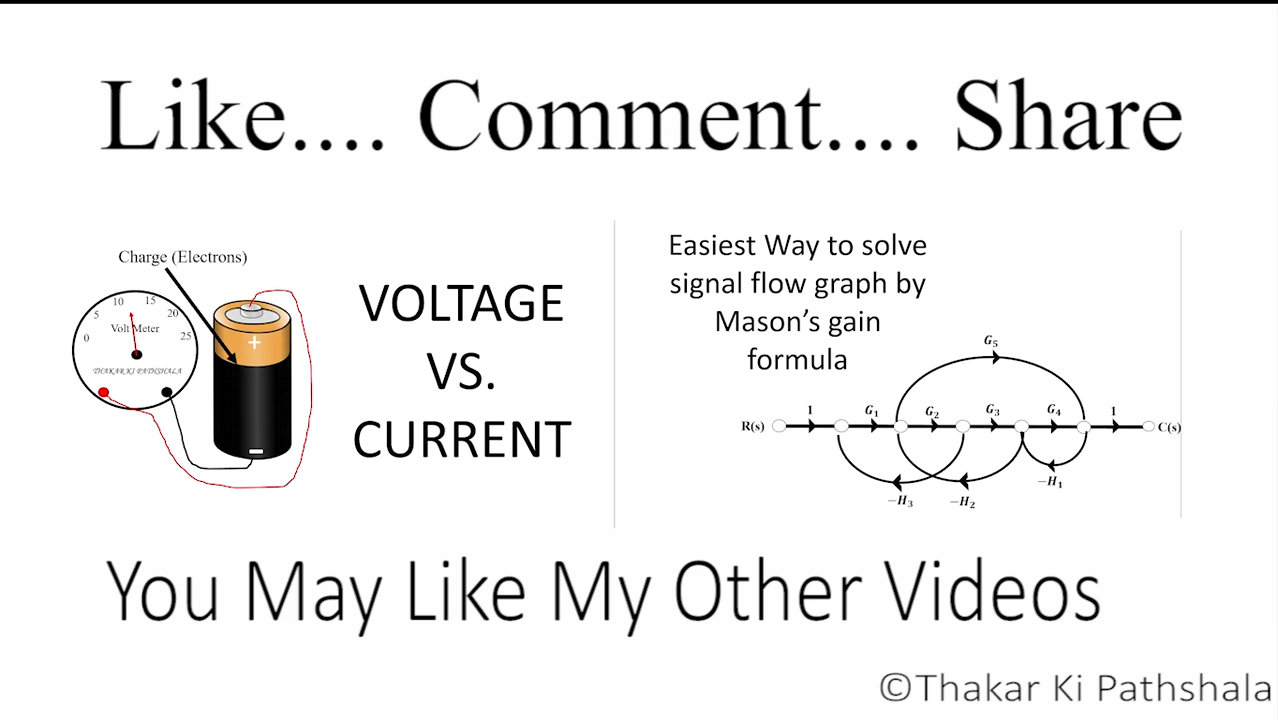 Like.... Comment.... Share
Charge (Electrons)
0 5 10 15 20 25
Volt Meter
THAKAR KI PATHSHALA
+
VOLTAGE
VS.
CURRENT
Easiest Way to solve
signal flow graph by
Mason's gain
formula
G₅
R(s) 1 G₁ G₂ G₃ G₄ 1 C(s)
−H₃ −H₂ −H₁
You May Like My Other Videos
©Thakar Ki Pathshala